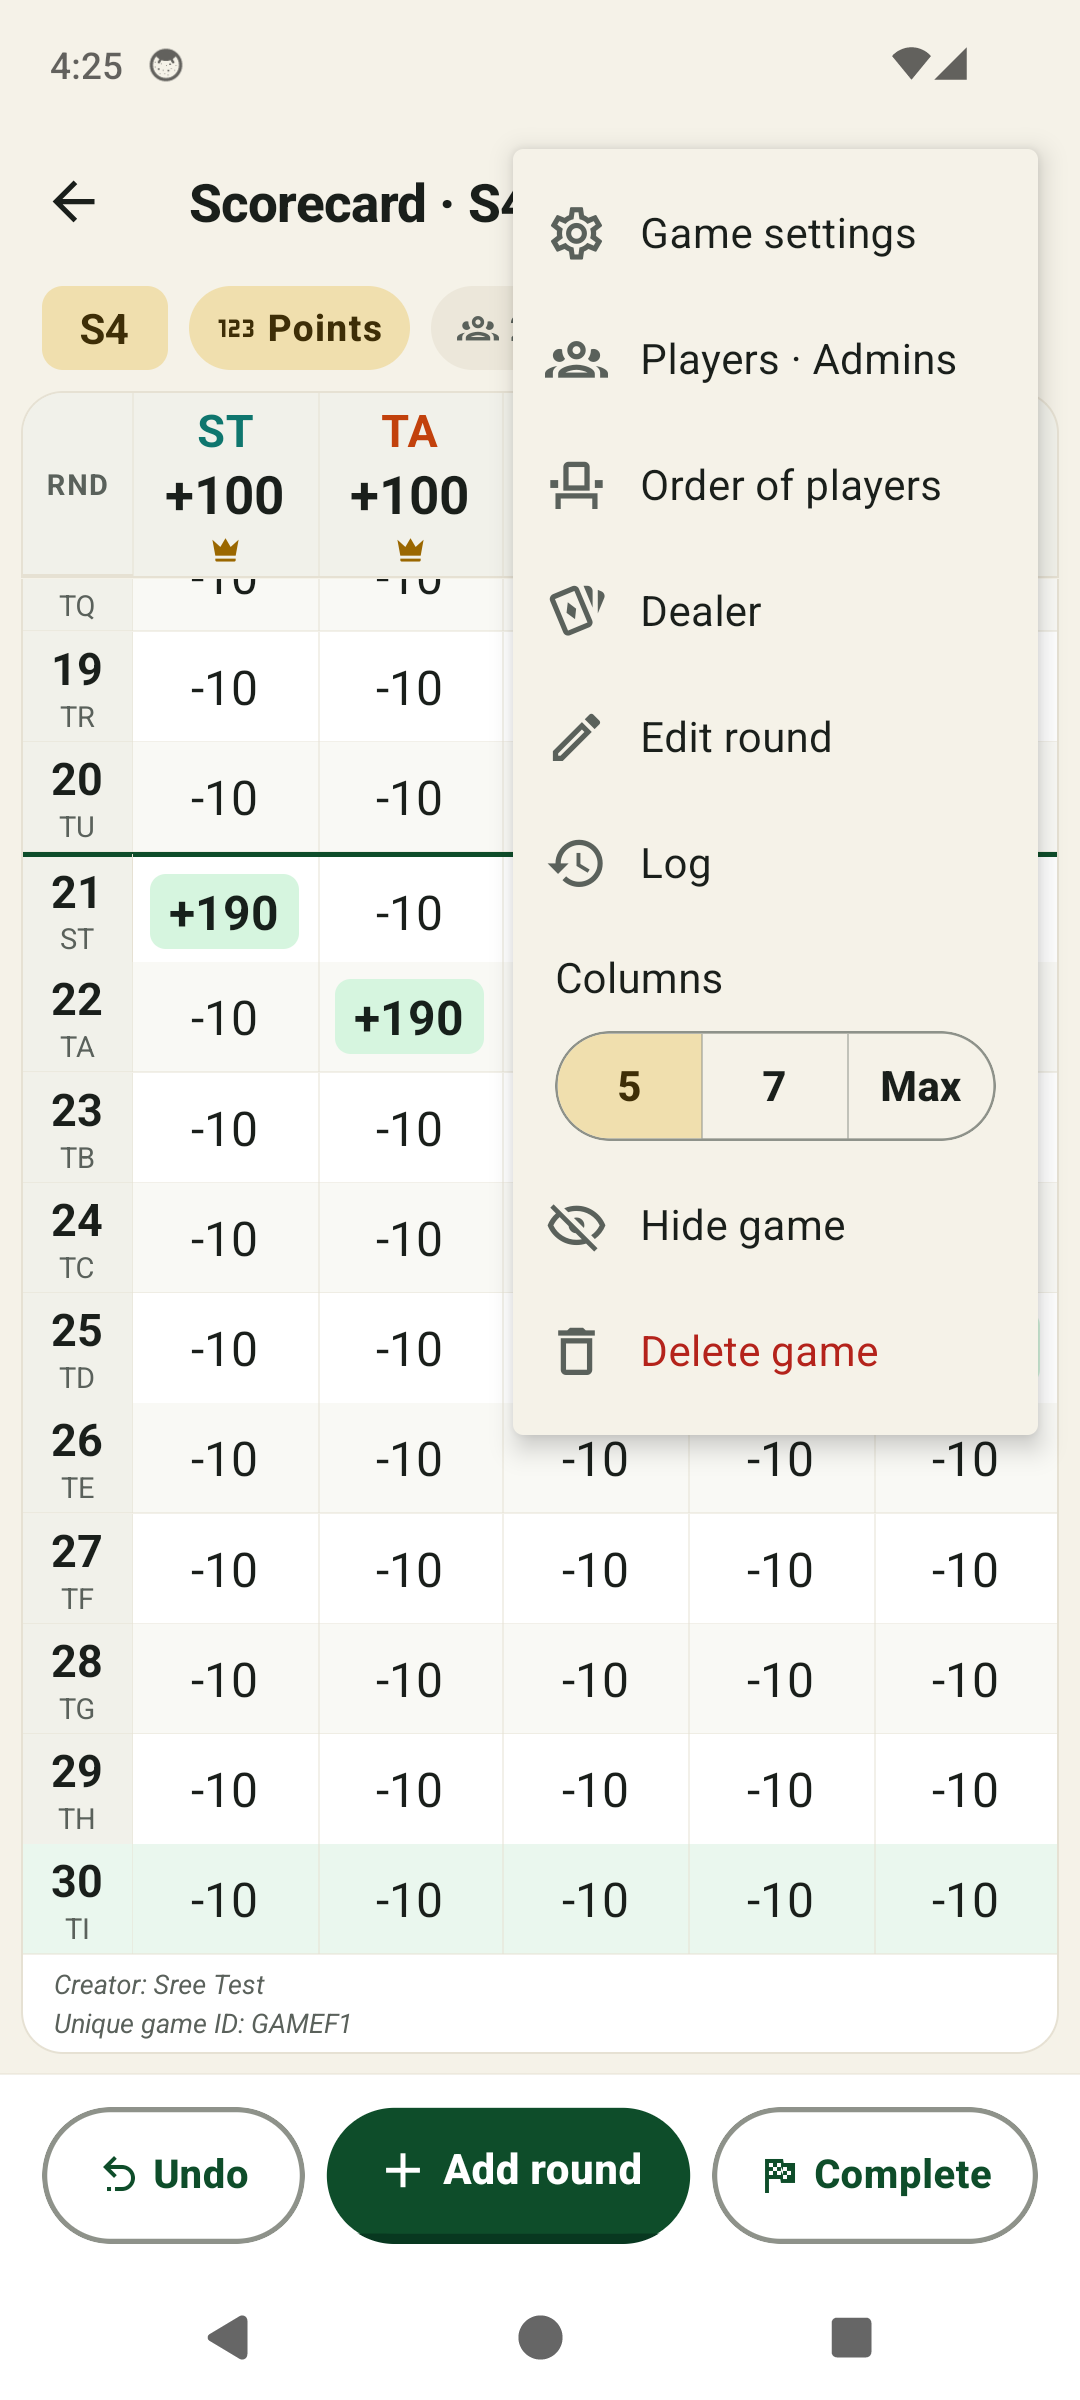 4:25
Scorecard · S4
S4
123 Points
RND
ST
TA
+100
+100
TQ
-10
-10
19
TR
-10
-10
20
TU
-10
-10
21
ST
+190
-10
22
TA
-10
+190
23
TB
-10
-10
24
TC
-10
-10
25
TD
-10
-10
26
TE
-10
-10
-10
-10
-10
27
TF
-10
-10
-10
-10
-10
28
TG
-10
-10
-10
-10
-10
29
TH
-10
-10
-10
-10
-10
30
TI
-10
-10
-10
-10
-10
Creator: Sree Test
Unique game ID: GAMEF1
Game settings
Players · Admins
Order of players
Dealer
Edit round
Log
Columns
5
7
Max
Hide game
Delete game
Undo
Add round
Complete